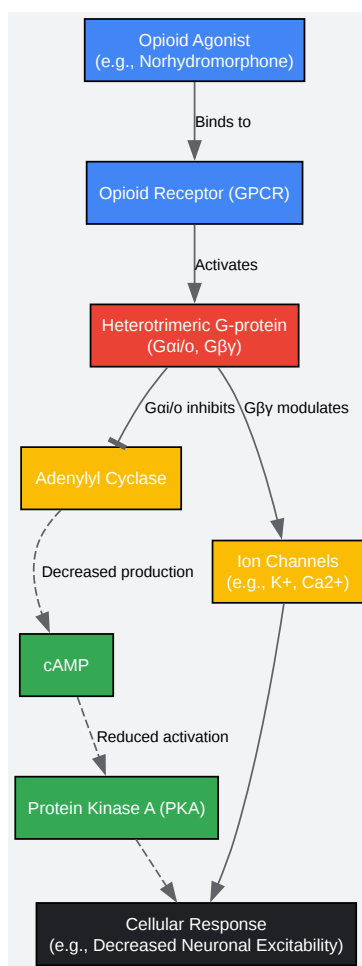 Opioid Agonist
(e.g., Norhydromorphone)
Binds to
Opioid Receptor (GPCR)
Activates
Heterotrimeric G-protein
(Gαi/o, Gβγ)
Gαi/o inhibits
Gβγ modulates
Adenylyl Cyclase
Decreased production
Ion Channels
(e.g., K+, Ca2+)
cAMP
Reduced activation
Protein Kinase A (PKA)
Cellular Response
(e.g., Decreased Neuronal Excitability)